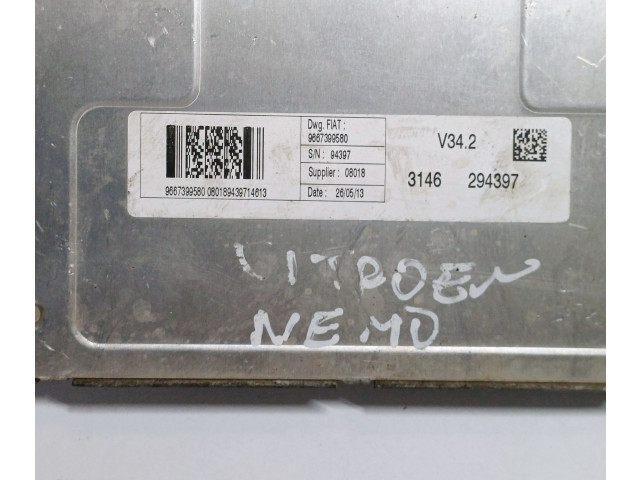 Dwg. FIAT :
9667399580
S/N : 94397
Supplier : 08018
Date : 26/05/13
9667399580 080189439714613
V34.2
3146 294397
CITROEN
NEMO